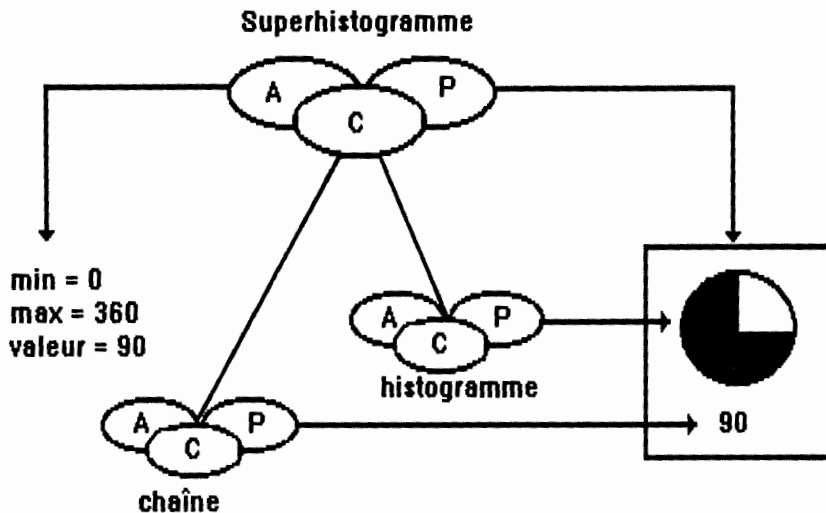 Superhistogramme
A
P
C
min = 0
max = 360
valeur = 90
A
P
C
histogramme
A
P
C
90
chaîne